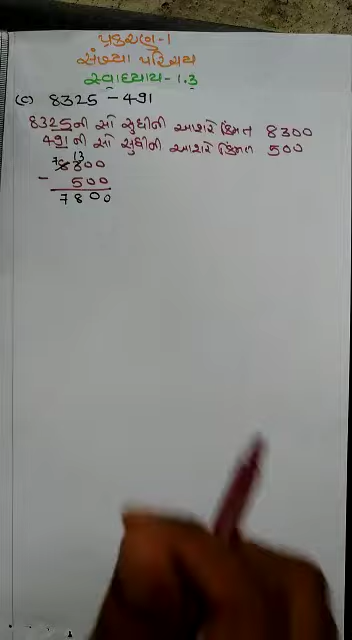 પ્રકરણ-1
સંખ્યા પરિચય
સ્વાધ્યાય-1.3
(c) 8325-491
8325ની સો સુધીની આશરે કિંમત 8300
491ની સો સુધીની આશરે કિંમત 500
7 13
8300
- 500
7800